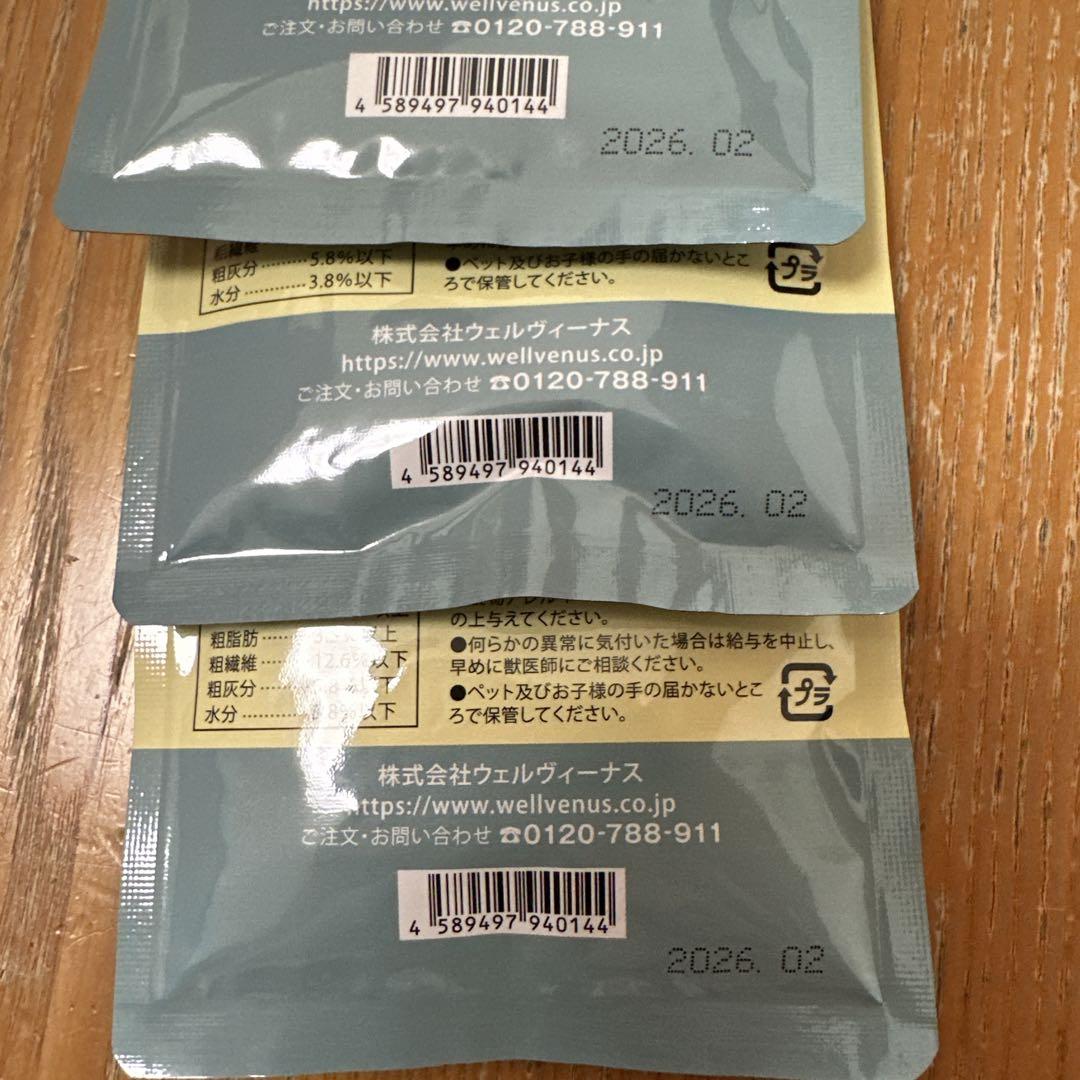 https://www.wellvenus.co.jp
ご注文・お問い合わせ ☎0120-788-911
4 589497 940144
2026. 02
粗灰分 ………… 5.8%以下
水分 ………… 3.8%以下
●ペット及びお子様の手の届かないとこ
ろで保管してください。
プラ
株式会社ウェルヴィーナス
https://www.wellvenus.co.jp
ご注文・お問い合わせ ☎0120-788-911
4 589497 940144
2026. 02
粗脂肪 以上
粗繊維 ……… 12.6%以下
粗灰分 ………… 以下
水分 ………… 以下
の上与えてください。
●何らかの異常に気付いた場合は給与を中止し、
早めに獣医師にご相談ください。
●ペット及びお子様の手の届かないとこ
ろで保管してください。
プラ
株式会社ウェルヴィーナス
https://www.wellvenus.co.jp
ご注文・お問い合わせ ☎0120-788-911
4 589497 940144
2026. 02